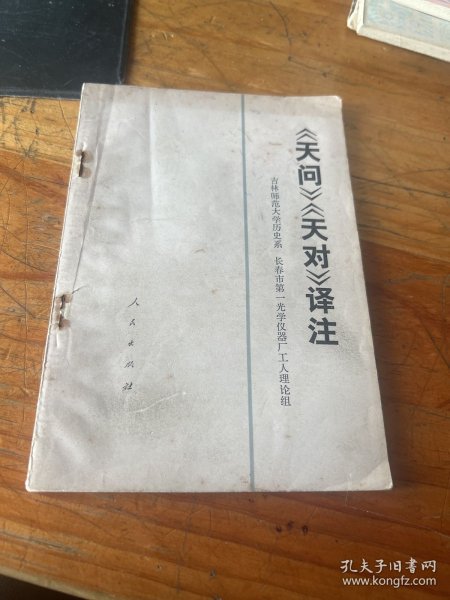 《天问》《天对》译注
吉林师范大学历史系 长春市第一光学仪器厂工人理论组
人民出版社
孔夫子旧书网
www.kongfz.com